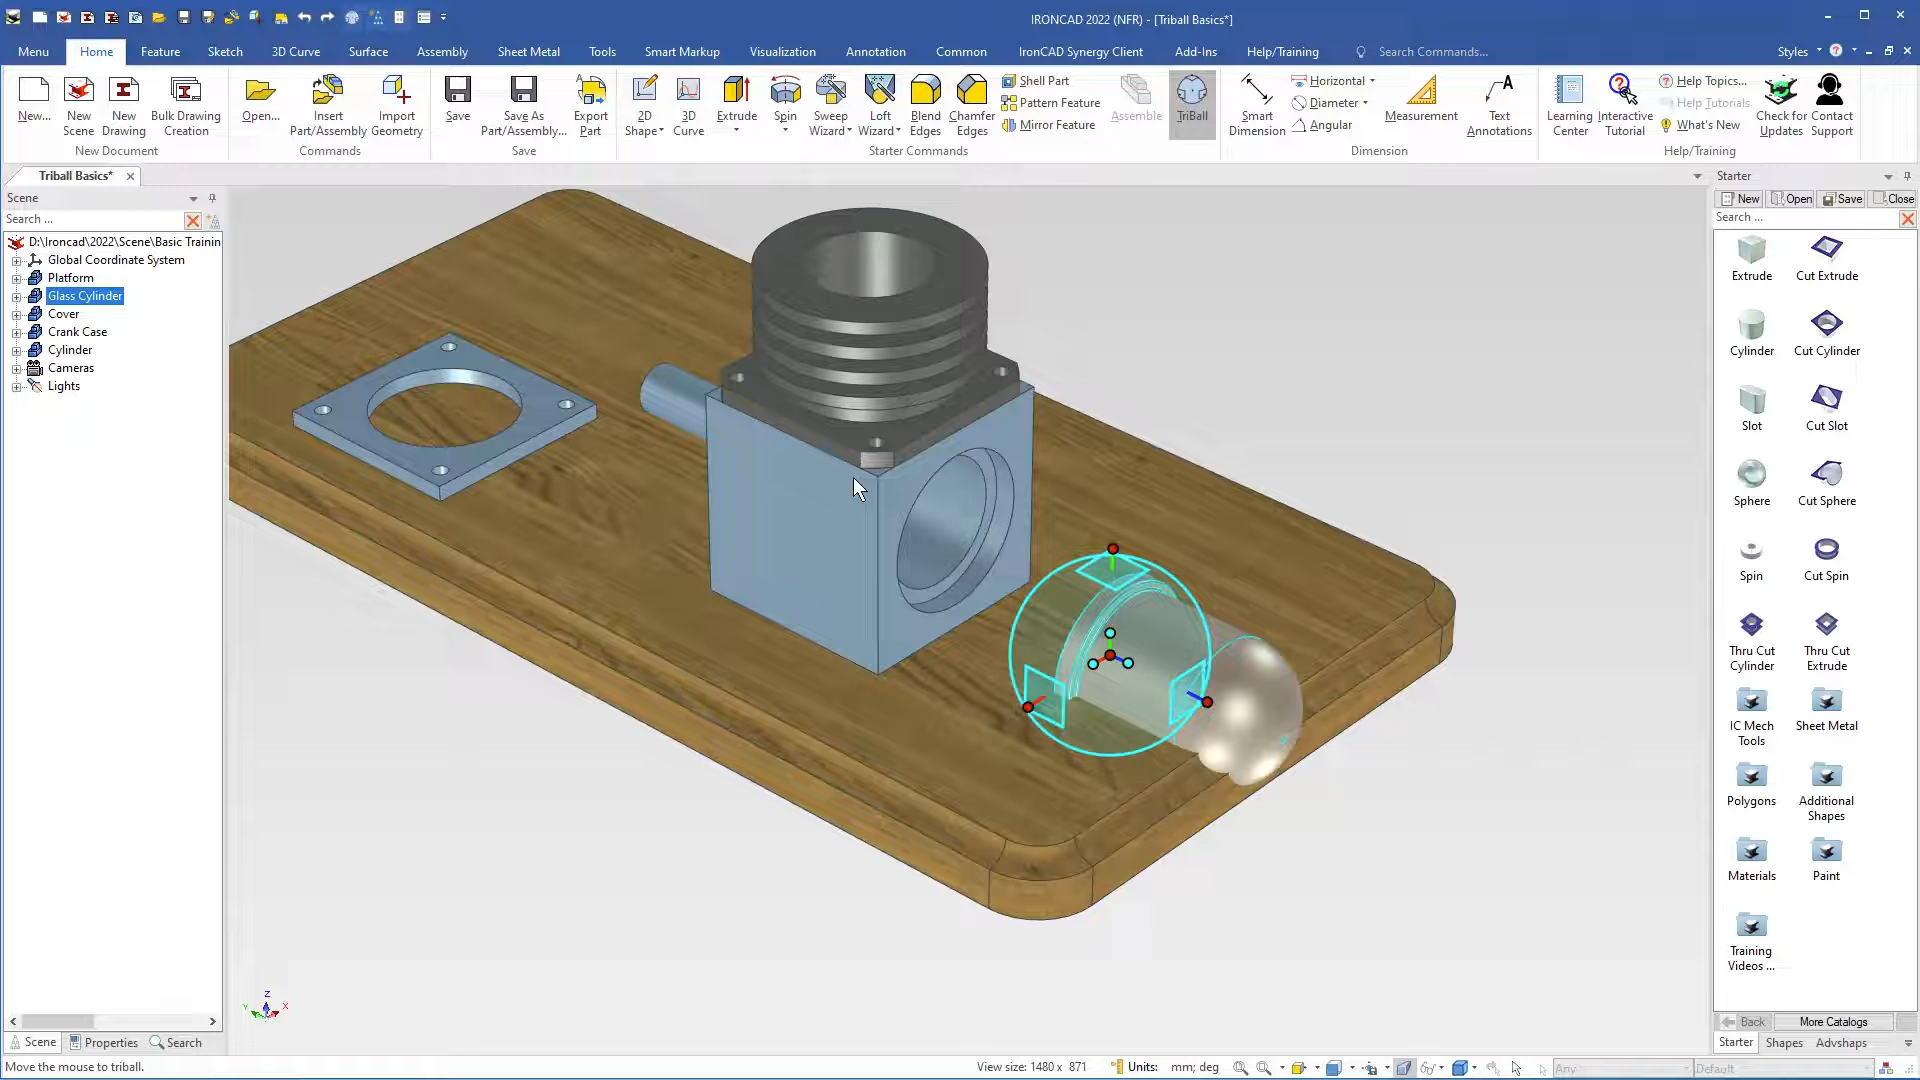 IRONCAD 2022 (NFR) - [Triball Basics*]
Menu Home Feature Sketch 3D Curve Surface Assembly Sheet Metal Tools Smart Markup Visualization Annotation Common IronCAD Synergy Client Add-Ins Help/Training Search Commands... Styles
New... New Scene New Drawing Bulk Drawing Creation
New Document
Open... Insert Part/Assembly Import Geometry
Commands
Save Save As Part/Assembly... Export Part
Save
2D Shape 3D Curve Extrude Spin Sweep Wizard Loft Wizard Blend Edges Chamfer Edges
Shell Part
Pattern Feature
Mirror Feature
Assemble TriBall
Starter Commands
Smart Dimension
Horizontal
Diameter
Angular
Measurement Text Annotations
Dimension
Learning Center Interactive Tutorial
Help Topics...
Help Tutorials
What's New
Check for Updates Contact Support
Help/Training
Triball Basics*
Scene
Search ...
D:\Ironcad\2022\Scene\Basic Trainin
Global Coordinate System
Platform
Glass Cylinder
Cover
Crank Case
Cylinder
Cameras
Lights
Scene Properties Search
Z
Y X
Starter
New Open Save Close
Search ...
Extrude Cut Extrude
Cylinder Cut Cylinder
Slot Cut Slot
Sphere Cut Sphere
Spin Cut Spin
Thru Cut Cylinder Thru Cut Extrude
IC Mech Tools Sheet Metal
Polygons Additional Shapes
Materials Paint
Training Videos ...
Back More Catalogs
Starter Shapes Advshaps
Move the mouse to triball. View size: 1480 x 871 Units: mm; deg Any Default